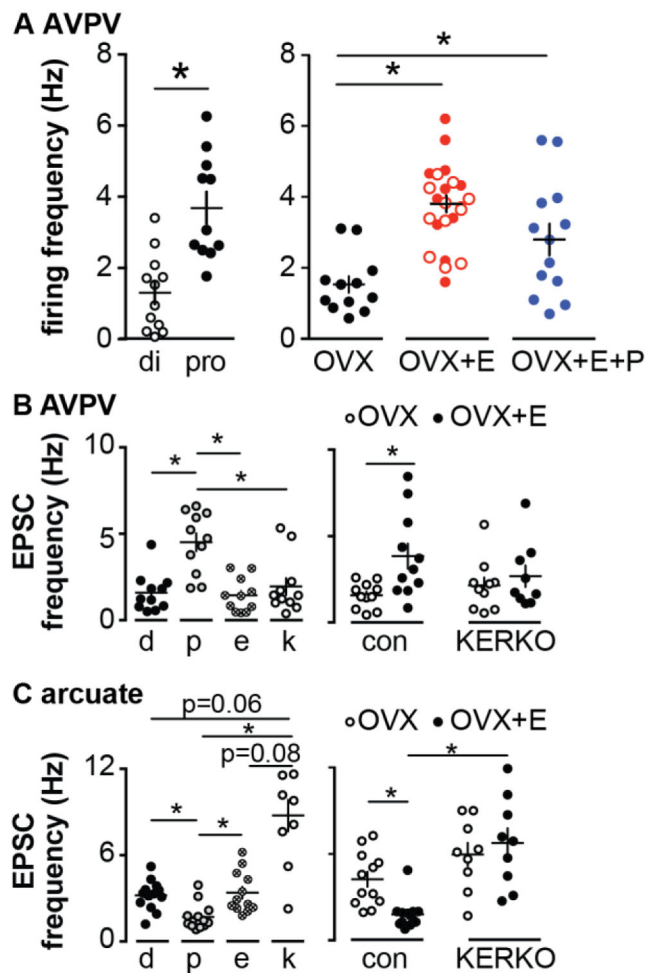 A AVPV
firing frequency (Hz)
8
6
4
2
0
*
di pro
8
6
4
2
0
*
*
OVX OVX+E OVX+E+P
B AVPV
EPSC
frequency (Hz)
10
5
0
*
*
*
d p e k
○OVX ●OVX+E
*
con KERKO
C arcuate
EPSC
frequency (Hz)
12
6
0
p=0.06
*
p=0.08
*
*
d p e k
○OVX ●OVX+E
*
*
con KERKO